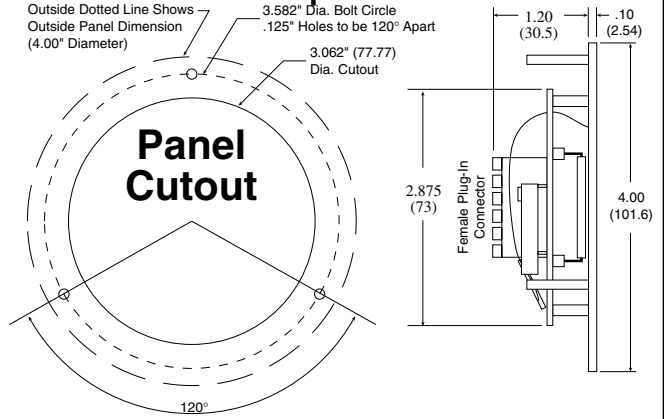 Outside Dotted Line Shows
Outside Panel Dimension
(4.00" Diameter)
3.582" Dia. Bolt Circle
.125" Holes to be 120° Apart
3.062" (77.77)
Dia. Cutout
Panel
Cutout
120°
1.20
(30.5)
.10
(2.54)
2.875
(73)
Female Plug-In
Connector
4.00
(101.6)